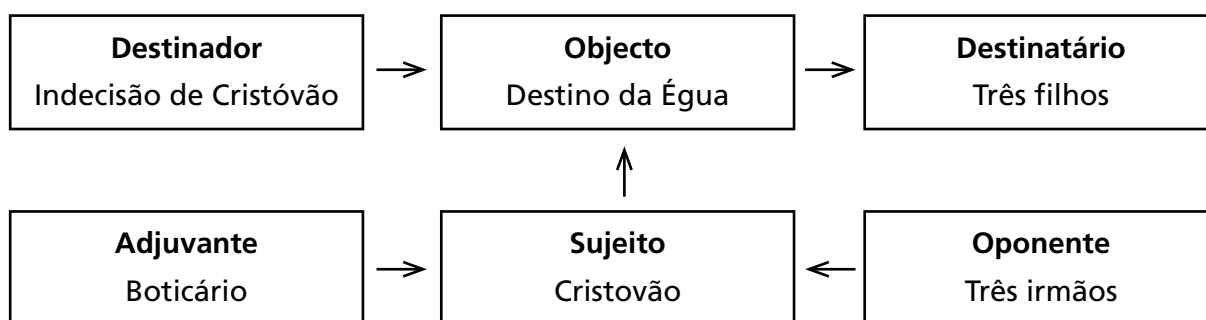 Destinador
Indecisão de Cristóvão
Objecto
Destino da Égua
Destinatário
Três filhos
Adjuvante
Boticário
Sujeito
Cristovão
Oponente
Três irmãos